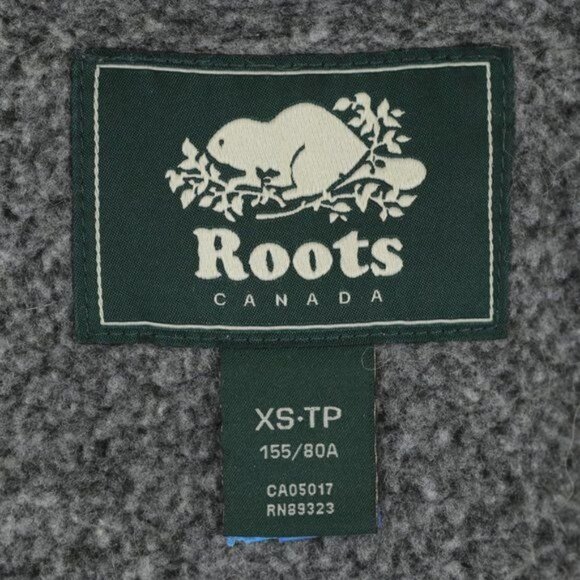 Roots
CANADA
XS•TP
155/80A
CA05017
RN89323